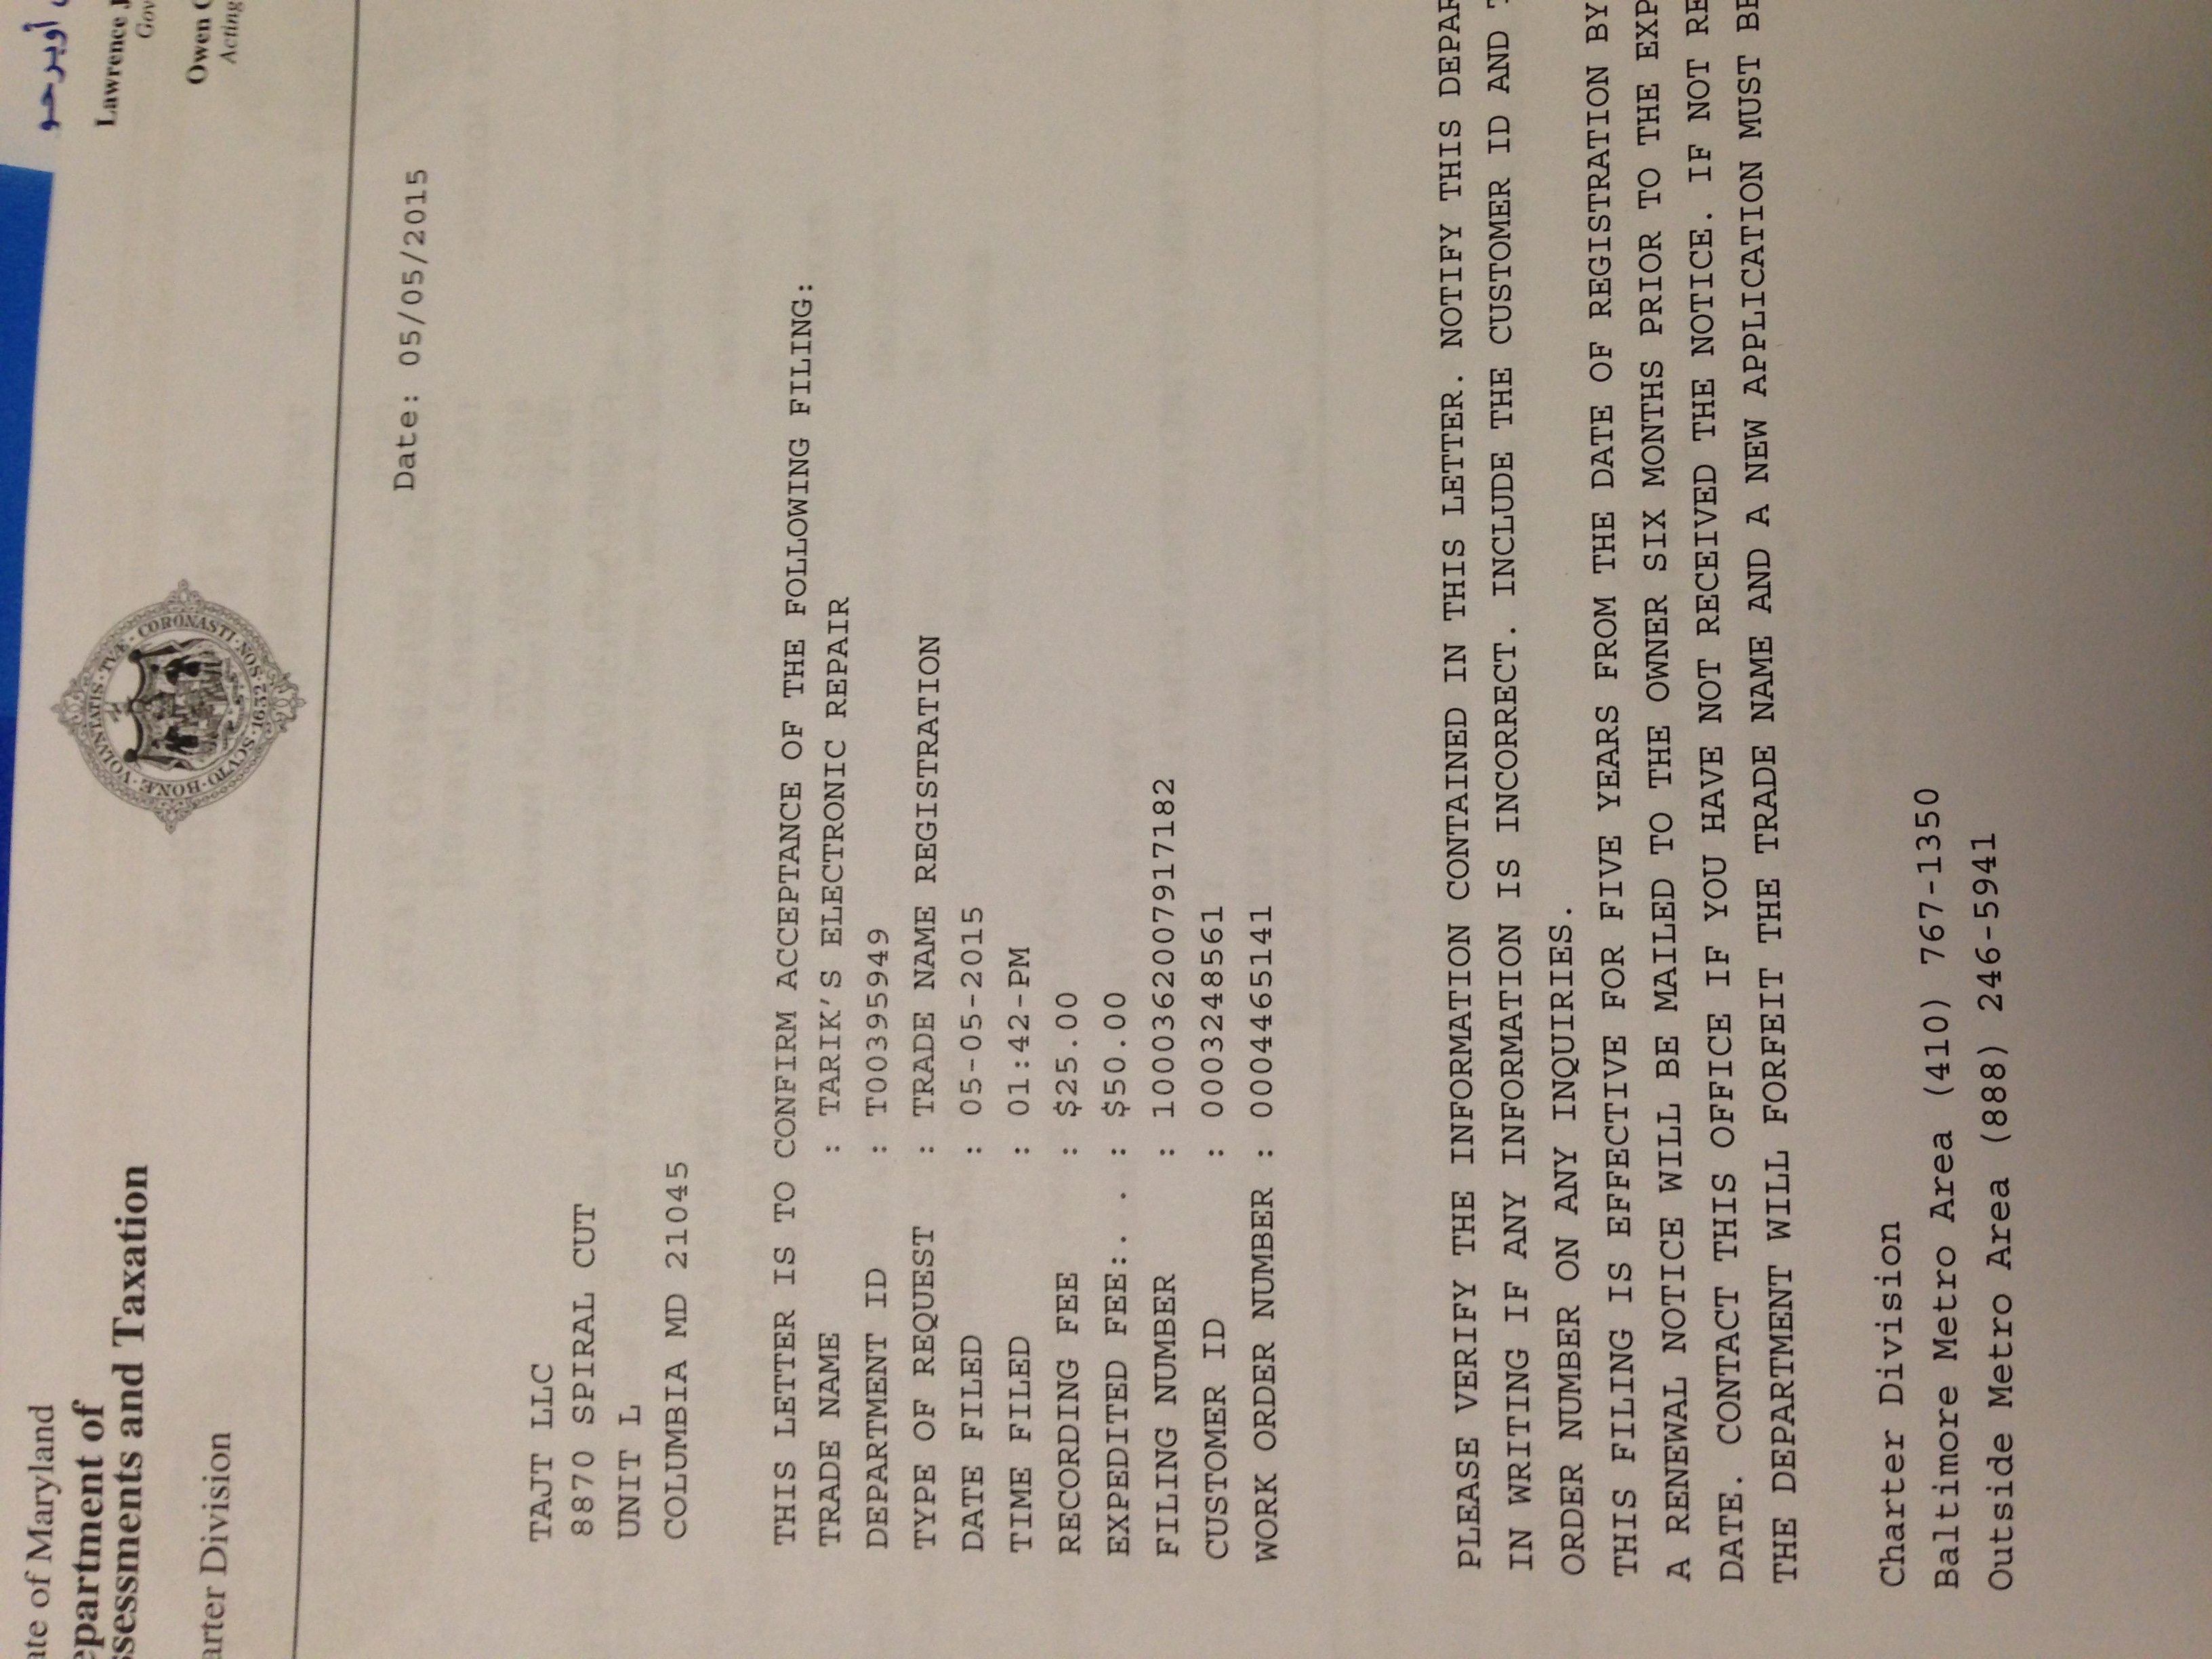 ate of Maryland
epartment of
ssessments and Taxation
arter Division
SCVTO·BONÆ·VOLVNTATIS·TVÆ·CORONASTI·NOS·
·1632·
أوبرحو
Lawrence J
Gov
Owen C
Acting
Date: 05/05/2015
TAJT LLC
8870 SPIRAL CUT
UNIT L
COLUMBIA MD 21045
THIS LETTER IS TO CONFIRM ACCEPTANCE OF THE FOLLOWING FILING:
TRADE NAME : TARIK'S ELECTRONIC REPAIR
DEPARTMENT ID : T00395949
TYPE OF REQUEST : TRADE NAME REGISTRATION
DATE FILED : 05-05-2015
TIME FILED : 01:42-PM
RECORDING FEE : $25.00
EXPEDITED FEE:. . : $50.00
FILING NUMBER : 1000362007917182
CUSTOMER ID : 0003248561
WORK ORDER NUMBER : 0004465141
PLEASE VERIFY THE INFORMATION CONTAINED IN THIS LETTER. NOTIFY THIS DEPAR
IN WRITING IF ANY INFORMATION IS INCORRECT. INCLUDE THE CUSTOMER ID AND T
ORDER NUMBER ON ANY INQUIRIES.
THIS FILING IS EFFECTIVE FOR FIVE YEARS FROM THE DATE OF REGISTRATION BY
A RENEWAL NOTICE WILL BE MAILED TO THE OWNER SIX MONTHS PRIOR TO THE EXP
DATE. CONTACT THIS OFFICE IF YOU HAVE NOT RECEIVED THE NOTICE. IF NOT RE
THE DEPARTMENT WILL FORFEIT THE TRADE NAME AND A NEW APPLICATION MUST BE
Charter Division
Baltimore Metro Area (410) 767-1350
Outside Metro Area (888) 246-5941